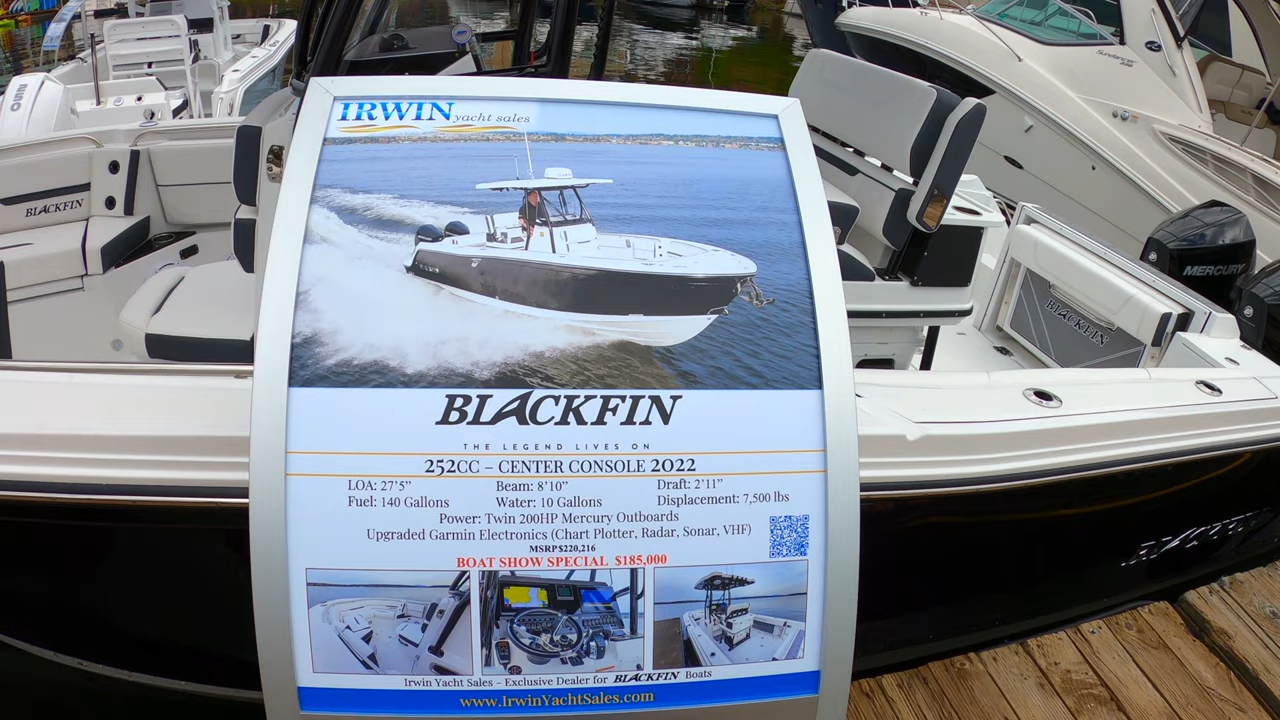 IRWIN yacht sales
BLACKFIN
THE LEGEND LIVES ON
252CC – CENTER CONSOLE 2022
LOA: 27'5" Beam: 8'10" Draft: 2'11"
Fuel: 140 Gallons Water: 10 Gallons Displacement: 7,500 lbs
Power: Twin 200HP Mercury Outboards
Upgraded Garmin Electronics (Chart Plotter, Radar, Sonar, VHF)
MSRP $220,216
BOAT SHOW SPECIAL $185,000
Irwin Yacht Sales – Exclusive Dealer for BLACKFIN Boats
www.IrwinYachtSales.com
BLACKFIN
BLACKFIN
MERCURY
250